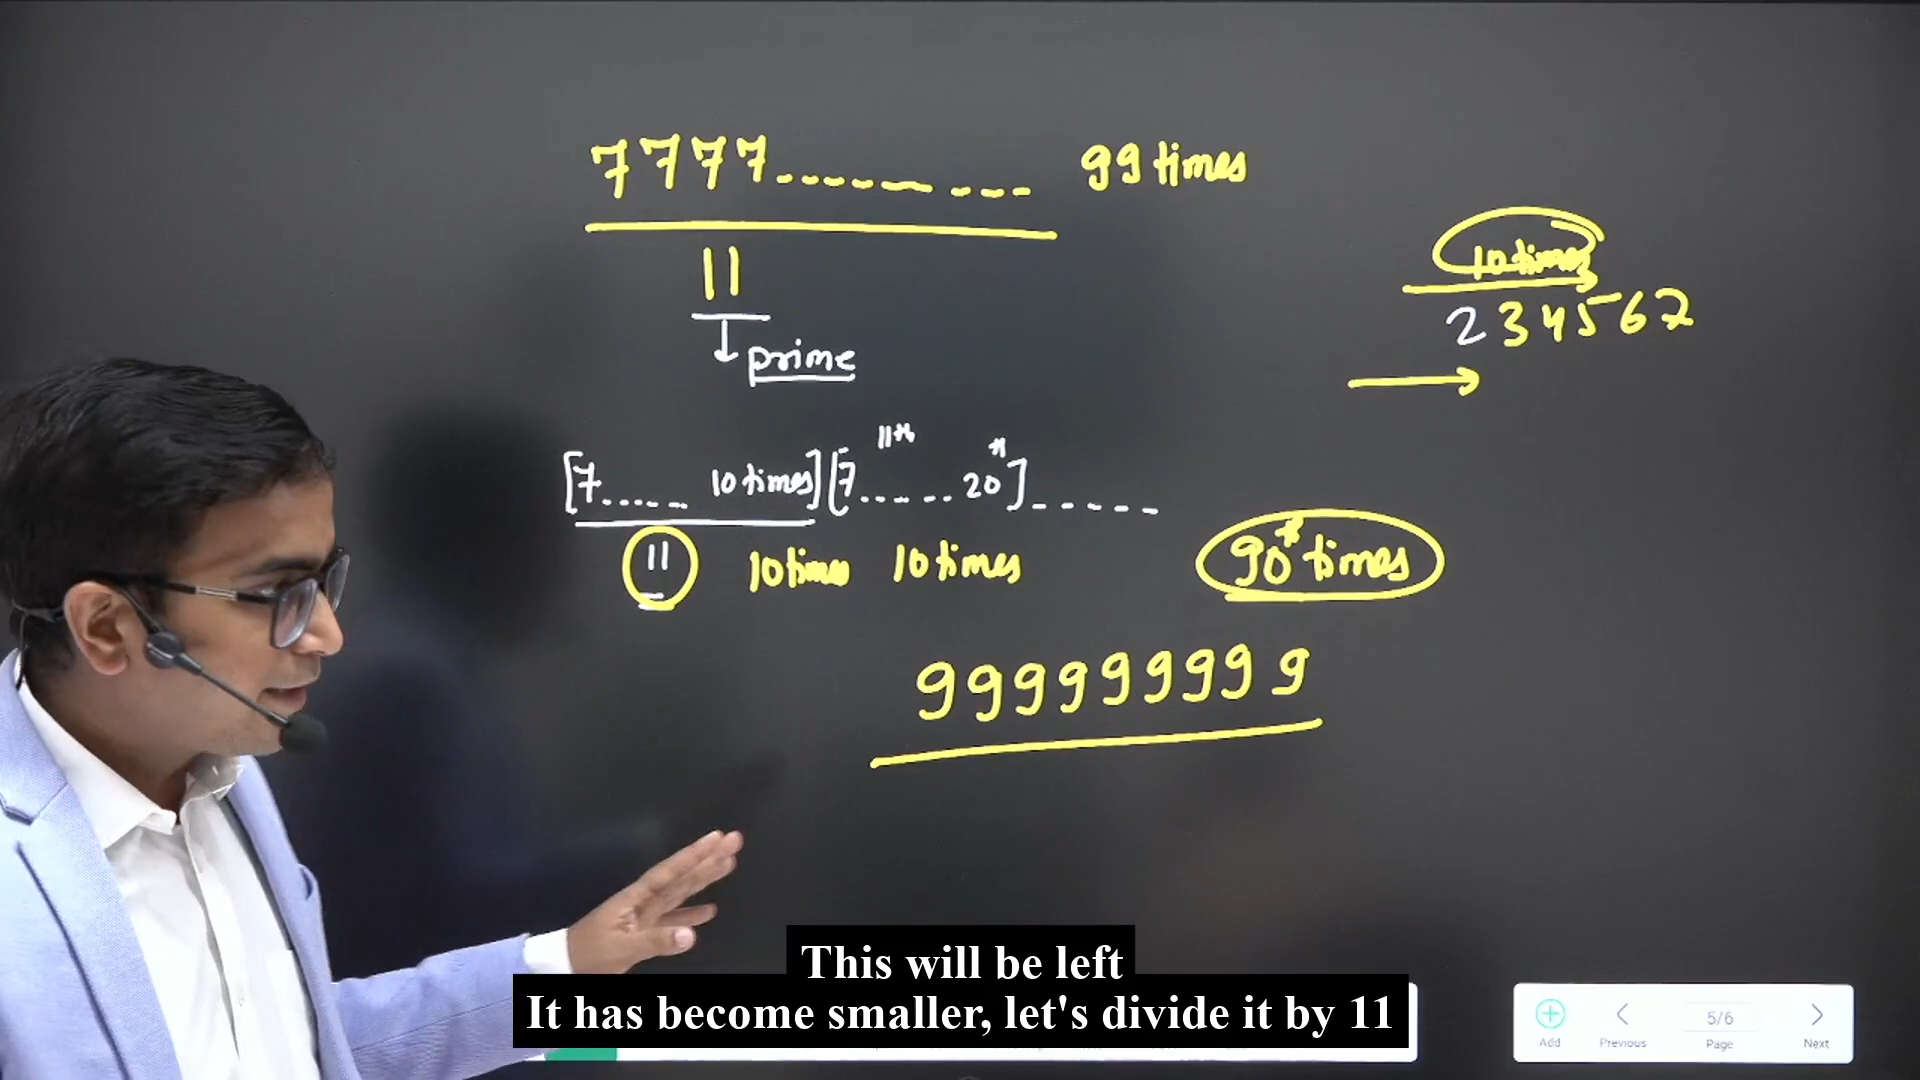 7777............ 99 times
11
prime
10 times
234567
[7...... 10 times][7 11th ...... 20th]......
11 10 times 10 times 90th times
999999999
This will be left
It has become smaller, let's divide it by 11
Add Previous 5/6 Page Next